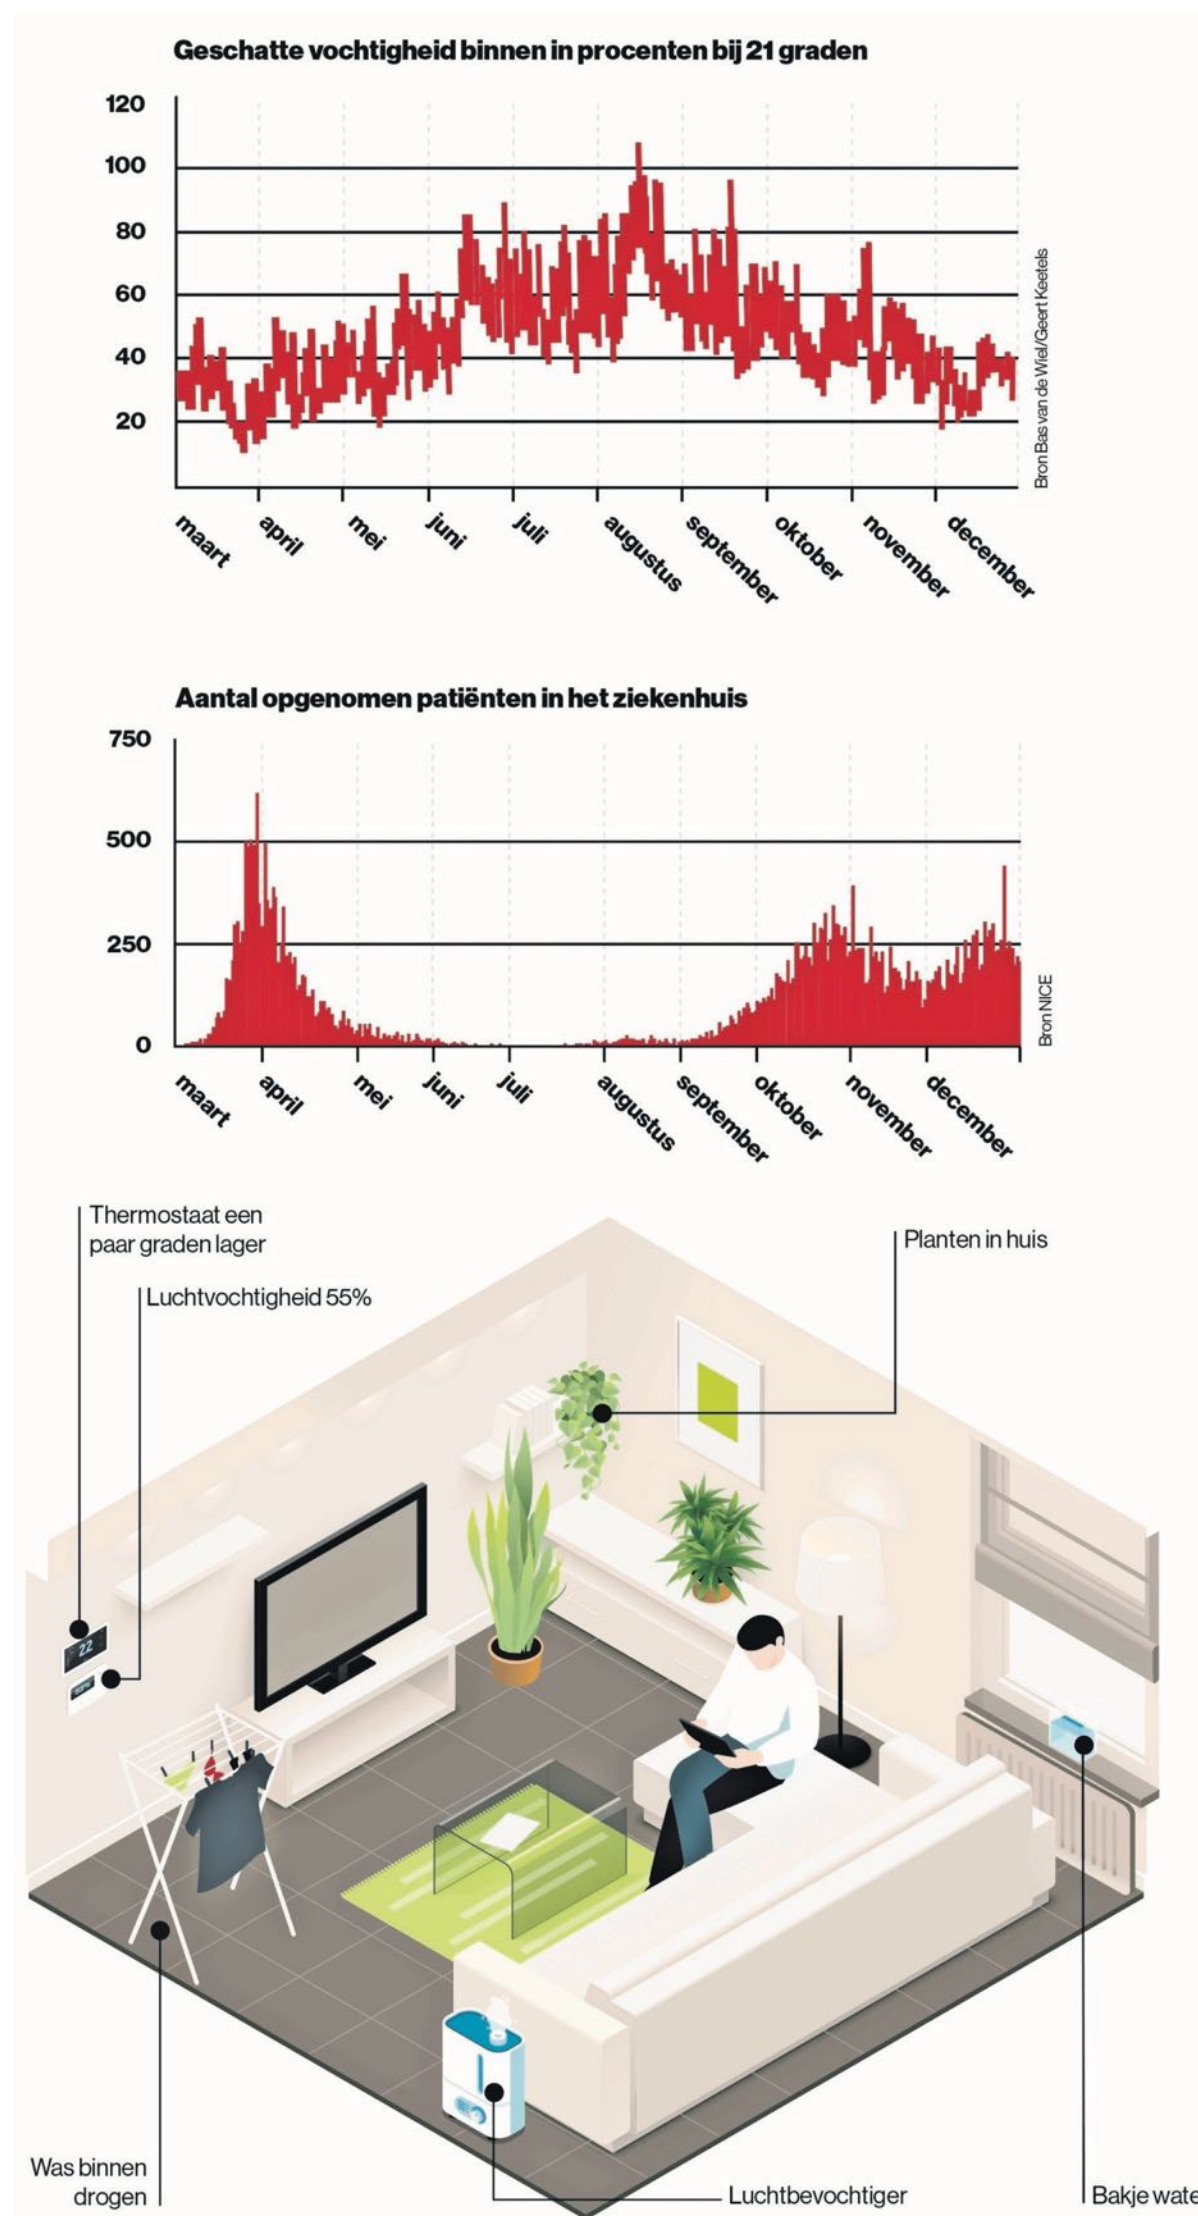 Geschatte vochtigheid binnen in procenten bij 21 graden
120
100
80
60
40
20
maart
april
mei
juni
juli
augustus
september
oktober
november
december
Bron Bas van de Wiel/Geert Keetels
Aantal opgenomen patiënten in het ziekenhuis
750
500
250
0
maart
april
mei
juni
juli
augustus
september
oktober
november
december
Bron NICE
Thermostaat een
paar graden lager
Luchtvochtigheid 55%
Planten in huis
22
Was binnen
drogen
Luchtbevochtiger
Bakje wate